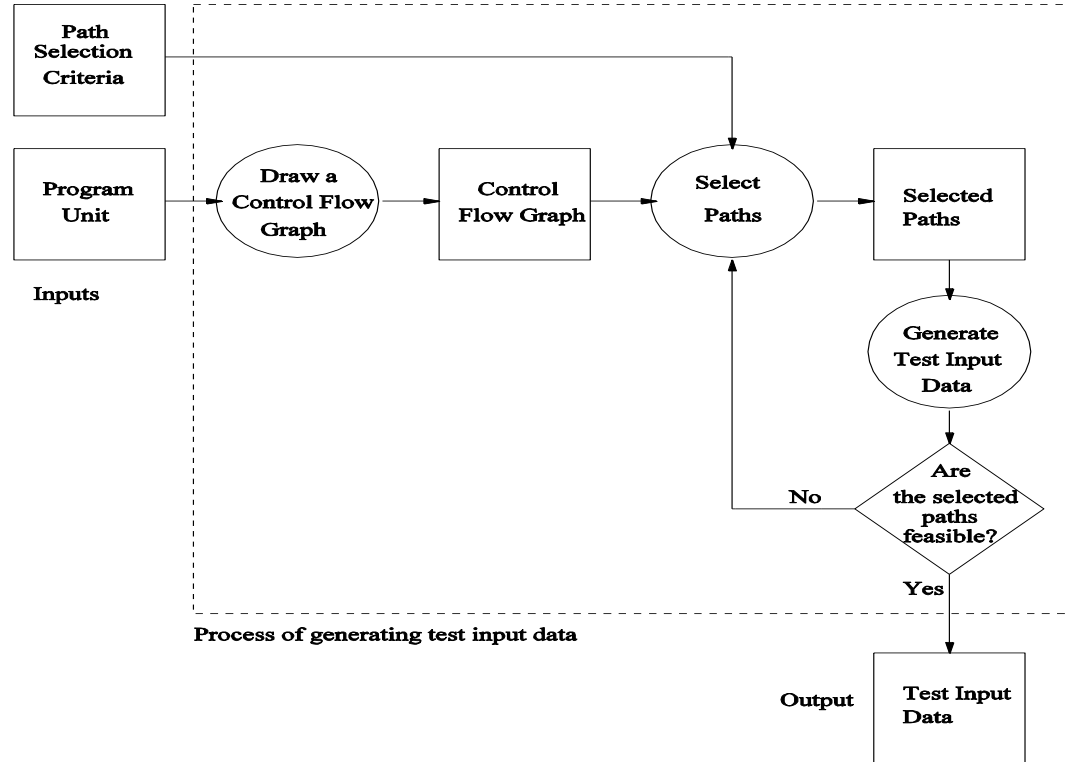 Path
Selection
Criteria
Program
Unit
Inputs
Draw a
Control Flow
Graph
Control
Flow Graph
Select
Paths
Selected
Paths
Generate
Test Input
Data
Are
the selected
paths
feasible?
No
Yes
Process of generating test input data
Output
Test Input
Data